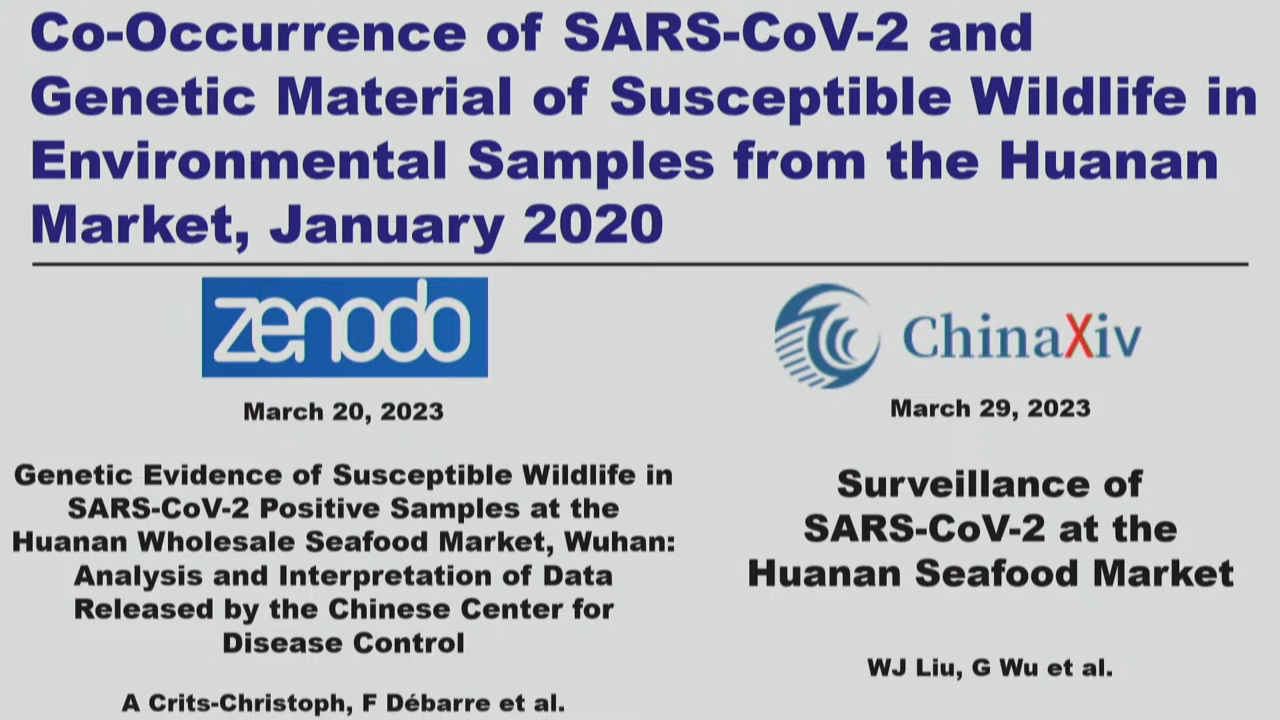 Co-Occurrence of SARS-CoV-2 and
Genetic Material of Susceptible Wildlife in
Environmental Samples from the Huanan
Market, January 2020
zenodo
March 20, 2023
Genetic Evidence of Susceptible Wildlife in
SARS-CoV-2 Positive Samples at the
Huanan Wholesale Seafood Market, Wuhan:
Analysis and Interpretation of Data
Released by the Chinese Center for
Disease Control
A Crits-Christoph, F Débarre et al.
ChinaXiv
March 29, 2023
Surveillance of
SARS-CoV-2 at the
Huanan Seafood Market
WJ Liu, G Wu et al.